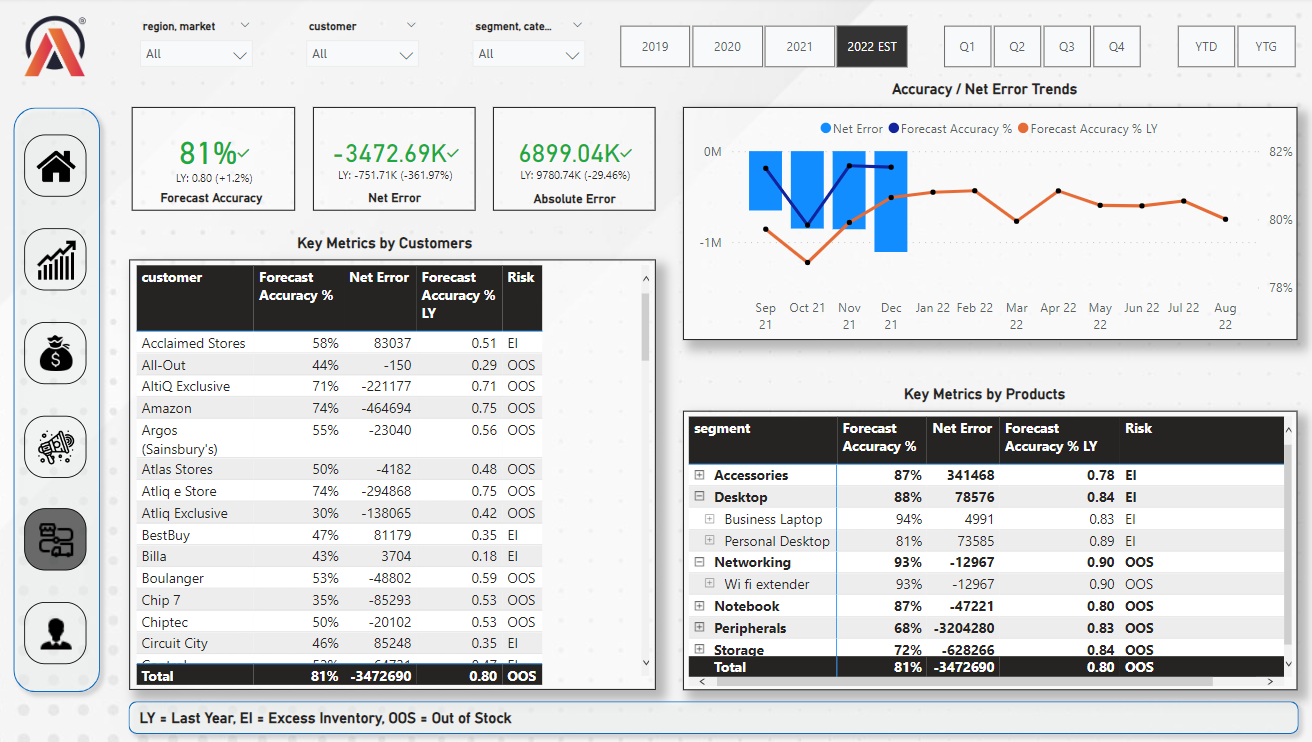 ®
region, market
customer
segment, cate...
All
All
All
2019
2020
2021
2022 EST
Q1
Q2
Q3
Q4
YTD
YTG
81%
LY: 0.80 (+1.2%)
Forecast Accuracy
-3472.69K
LY: -751.71K (-361.97%)
Net Error
6899.04K
LY: 9780.74K (-29.46%)
Absolute Error
Accuracy / Net Error Trends
Net Error Forecast Accuracy % Forecast Accuracy % LY
0M
-1M
82%
80%
78%
Sep 21
Oct 21
Nov 21
Dec 21
Jan 22
Feb 22
Mar 22
Apr 22
May 22
Jun 22
Jul 22
Aug 22
Key Metrics by Customers
customer Forecast Accuracy % Net Error Forecast Accuracy % LY Risk
Acclaimed Stores 58% 83037 0.51 EI
All-Out 44% -150 0.29 OOS
AltiQ Exclusive 71% -221177 0.71 OOS
Amazon 74% -464694 0.75 OOS
Argos (Sainsbury's) 55% -23040 0.56 OOS
Atlas Stores 50% -4182 0.48 OOS
Atliq e Store 74% -294868 0.75 OOS
Atliq Exclusive 30% -138065 0.42 OOS
BestBuy 47% 81179 0.35 EI
Billa 43% 3704 0.18 EI
Boulanger 53% -48802 0.59 OOS
Chip 7 35% -85293 0.53 OOS
Chiptec 50% -20102 0.53 OOS
Circuit City 46% 85248 0.35 EI
Total 81% -3472690 0.80 OOS
Key Metrics by Products
segment Forecast Accuracy % Net Error Forecast Accuracy % LY Risk
Accessories 87% 341468 0.78 EI
Desktop 88% 78576 0.84 EI
Business Laptop 94% 4991 0.83 EI
Personal Desktop 81% 73585 0.89 EI
Networking 93% -12967 0.90 OOS
Wi fi extender 93% -12967 0.90 OOS
Notebook 87% -47221 0.80 OOS
Peripherals 68% -3204280 0.83 OOS
Storage 72% -628266 0.84 OOS
Total 81% -3472690 0.80 OOS
LY = Last Year, EI = Excess Inventory, OOS = Out of Stock